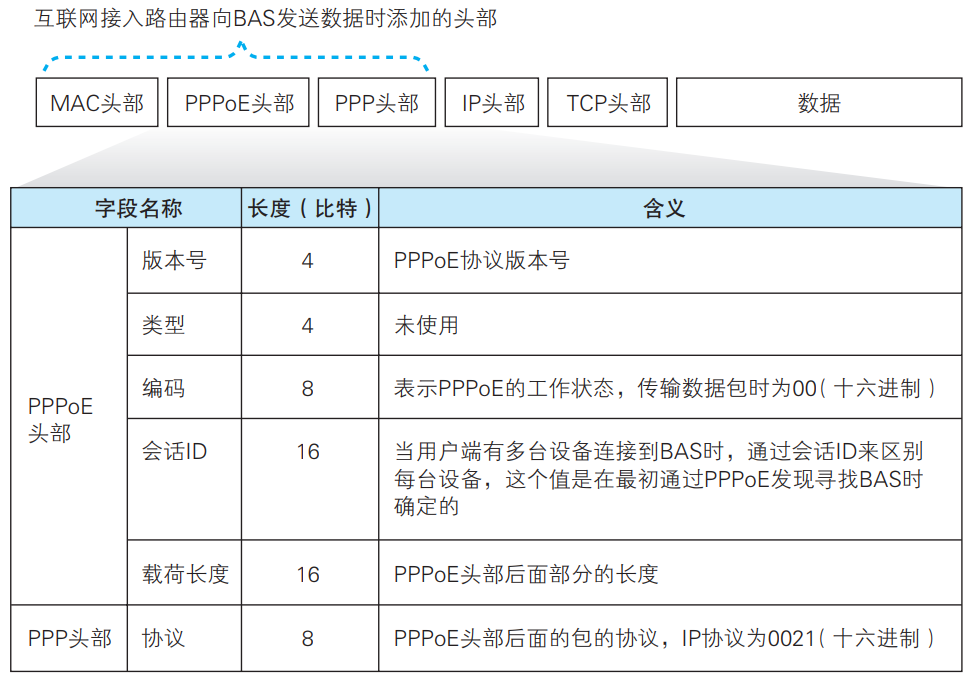 互联网接入路由器向BAS发送数据时添加的头部
MAC头部 PPPoE头部 PPP头部 IP头部 TCP头部 数据
字段名称 长度（比特） 含义
PPPoE
头部
版本号 4 PPPoE协议版本号
类型 4 未使用
编码 8 表示PPPoE的工作状态，传输数据包时为00（十六进制）
会话ID 16 当用户端有多台设备连接到BAS时，通过会话ID来区别
每台设备，这个值是在最初通过PPPoE发现寻找BAS时
确定的
载荷长度 16 PPPoE头部后面部分的长度
PPP头部 协议 8 PPPoE头部后面的包的协议，IP协议为0021（十六进制）